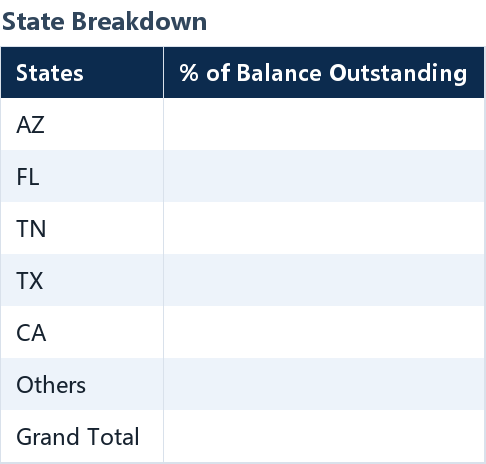 State Breakdown
States % of Balance Outstanding
AZ
FL
TN
TX
CA
Others
Grand Total